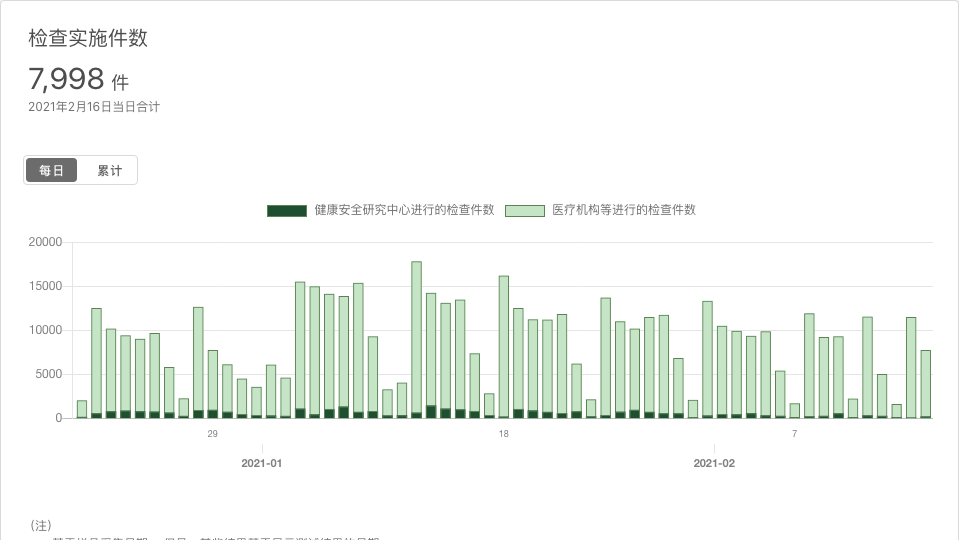 检查实施件数
7,998 件
2021年2月16日当日合计
每日 累计
健康安全研究中心进行的检查件数 医疗机构等进行的检查件数
20000
15000
10000
5000
0
29 18 7
2021-01 2021-02
(注)